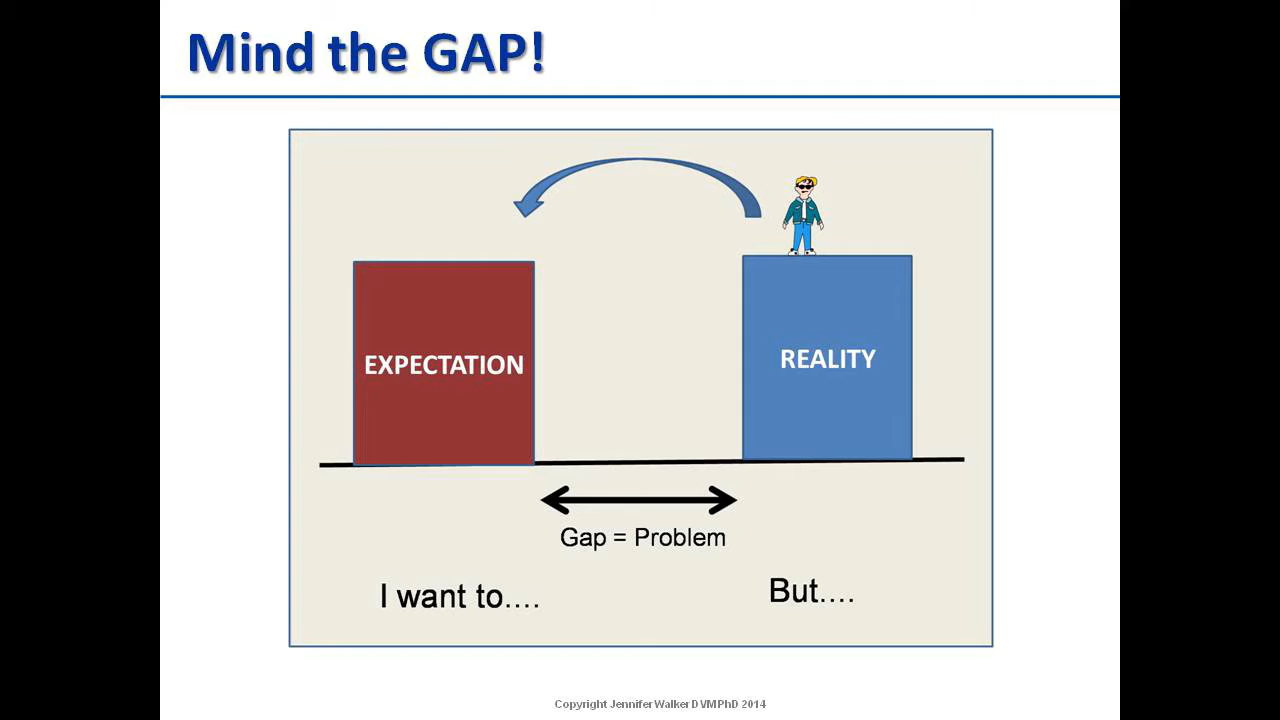 Mind the GAP!
EXPECTATION
REALITY
Gap = Problem
I want to....
But....
Copyright Jennifer Walker DVMPhD 2014